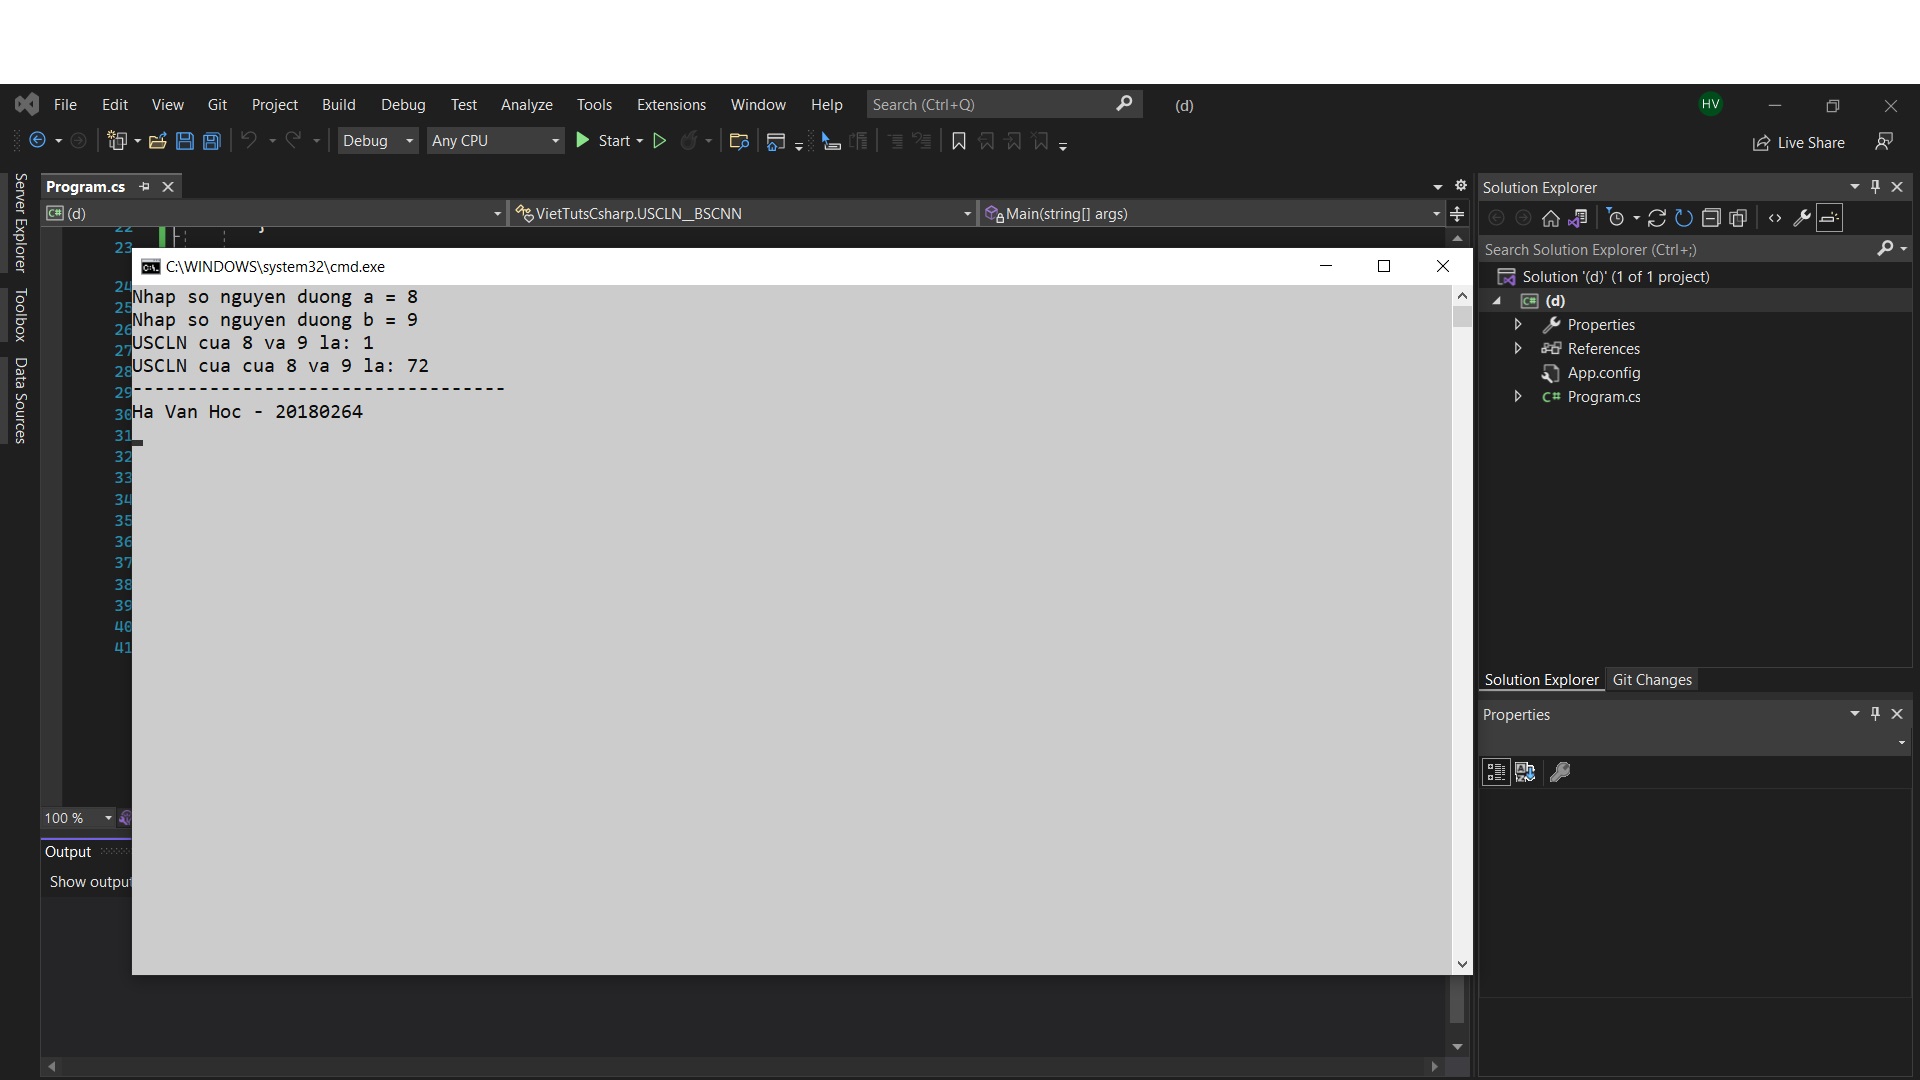 File Edit View Git Project Build Debug Test Analyze Tools Extensions Window Help Search (Ctrl+Q) (d) HV
Debug Any CPU Start Live Share
Server Explorer
Toolbox
Data Sources
Program.cs
C# (d) VietTutsCsharp.USCLN__BSCNN Main(string[] args)
22
23
24
25
26
27
28
29
30
31
32
33
34
35
36
37
38
39
40
41
C:\WINDOWS\system32\cmd.exe
Nhap so nguyen duong a = 8
Nhap so nguyen duong b = 9
USCLN cua 8 va 9 la: 1
USCLN cua cua 8 va 9 la: 72
----------------------------------
Ha Van Hoc - 20180264
100 %
Output
Show output
Solution Explorer
Search Solution Explorer (Ctrl+;)
Solution '(d)' (1 of 1 project)
C# (d)
Properties
References
App.config
C# Program.cs
Solution Explorer Git Changes
Properties